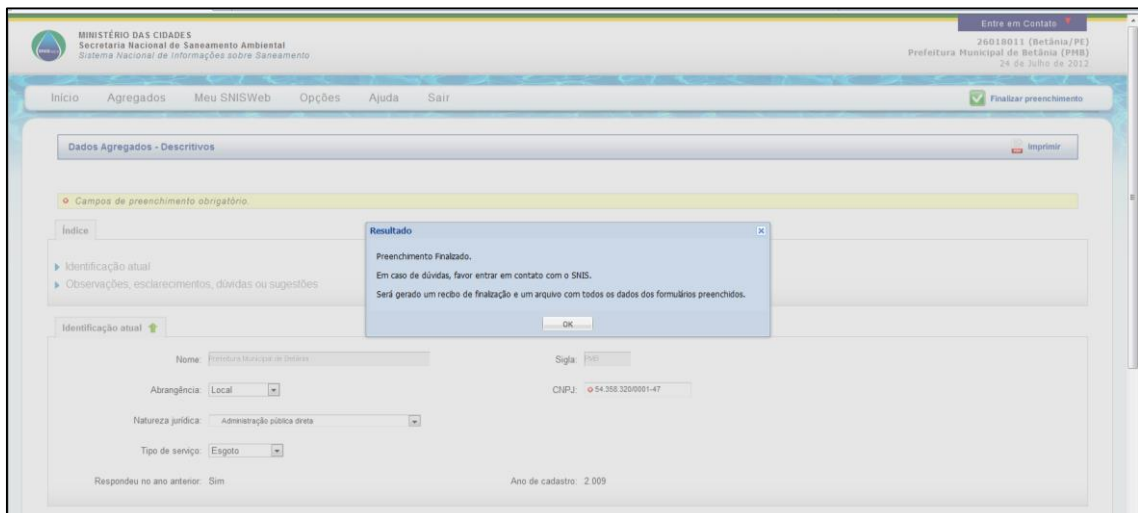 Entre em Contato
MINISTÉRIO DAS CIDADES
Secretaria Nacional de Saneamento Ambiental
Sistema Nacional de Informações sobre Saneamento
26018011 (Betânia/PE)
Prefeitura Municipal de Betânia (PMB)
24 de Julho de 2012
Início Agregados Meu SNISWeb Opções Ajuda Sair
Finalizar preenchimento
Dados Agregados - Descritivos
Imprimir
Campos de preenchimento obrigatório.
Índice
Identificação atual
Observações, esclarecimentos, dúvidas ou sugestões
Resultado
Preenchimento Finalizado.
Em caso de dúvidas, favor entrar em contato com o SNIS.
Será gerado um recibo de finalização e um arquivo com todos os dados dos formulários preenchidos.
OK
Identificação atual
Nome: Prefeitura Municipal de Betânia
Sigla: PMB
Abrangência: Local
CNPJ: 54.358.320/0001-47
Natureza jurídica: Administração pública direta
Tipo de serviço: Esgoto
Respondeu no ano anterior: Sim
Ano de cadastro: 2.009